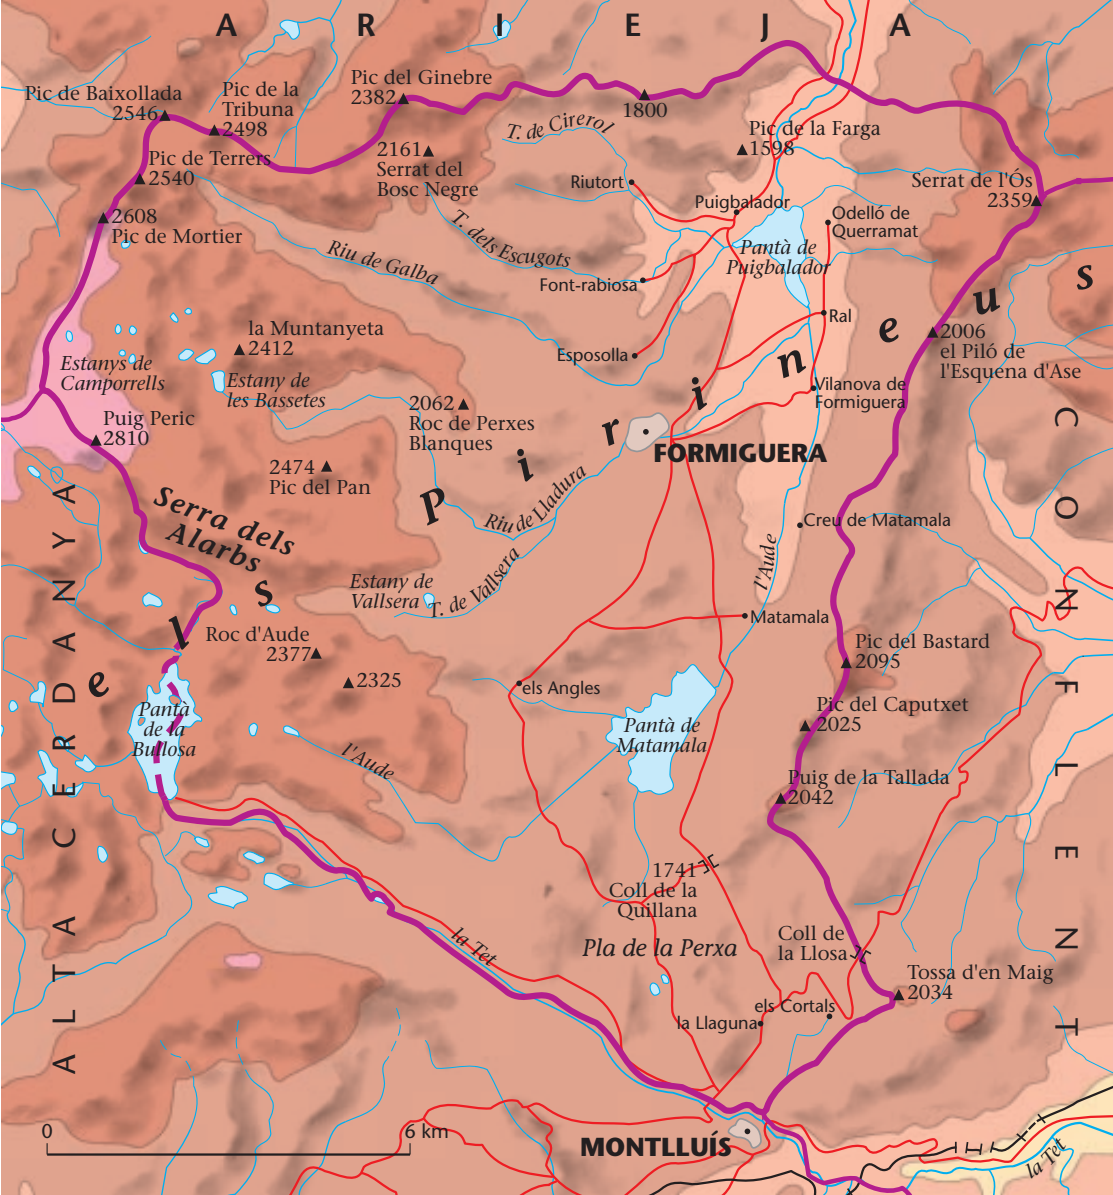 A R I E J A
Pic de Baixollada
2546
Pic de la
Tribuna
2498
Pic del Ginebre
2382
1800
T. de Cirerol
Pic de la Farga
1598
Pic de Terrers
2540
2161
Serrat del
Bosc Negre
Riutort
Puigbalador
Serrat de l'Ós
2359
2608
Pic de Mortier
T. dels Escugots
Riu de Galba
Odelló de
Querramat
Pantà de
Puigbalador
Font-rabiosa
Ral
Esposolla
la Muntanyeta
2412
Estanys de
Camporrells
Estany de
les Bassetes
2006
el Piló de
l'Esquena d'Ase
Vilanova de
Formiguera
2062
Roc de Perxes
Blanques
Puig Peric
2810
FORMIGUERA
2474
Pic del Pan
els Pirineus
Riu de Lladura
Serra dels
Alarbs
Creu de Matamala
T. de Vallsera
Estany de
Vallsera
l'Aude
Matamala
Roc d'Aude
2377
2325
Pic del Bastard
2095
els Angles
Pic del Caputxet
2025
Pantà
de la
Bullosa
Pantà de
Matamala
l'Aude
Puig de la Tallada
2042
1741
Coll de la
Quillana
Pla de la Perxa
la Tet
Coll de
la Llosa
Tossa d'en Maig
2034
els Cortals
la Llaguna
ALTA CERDANYA
CONFLENT
0 6 km
MONTLLUÍS
la Tet